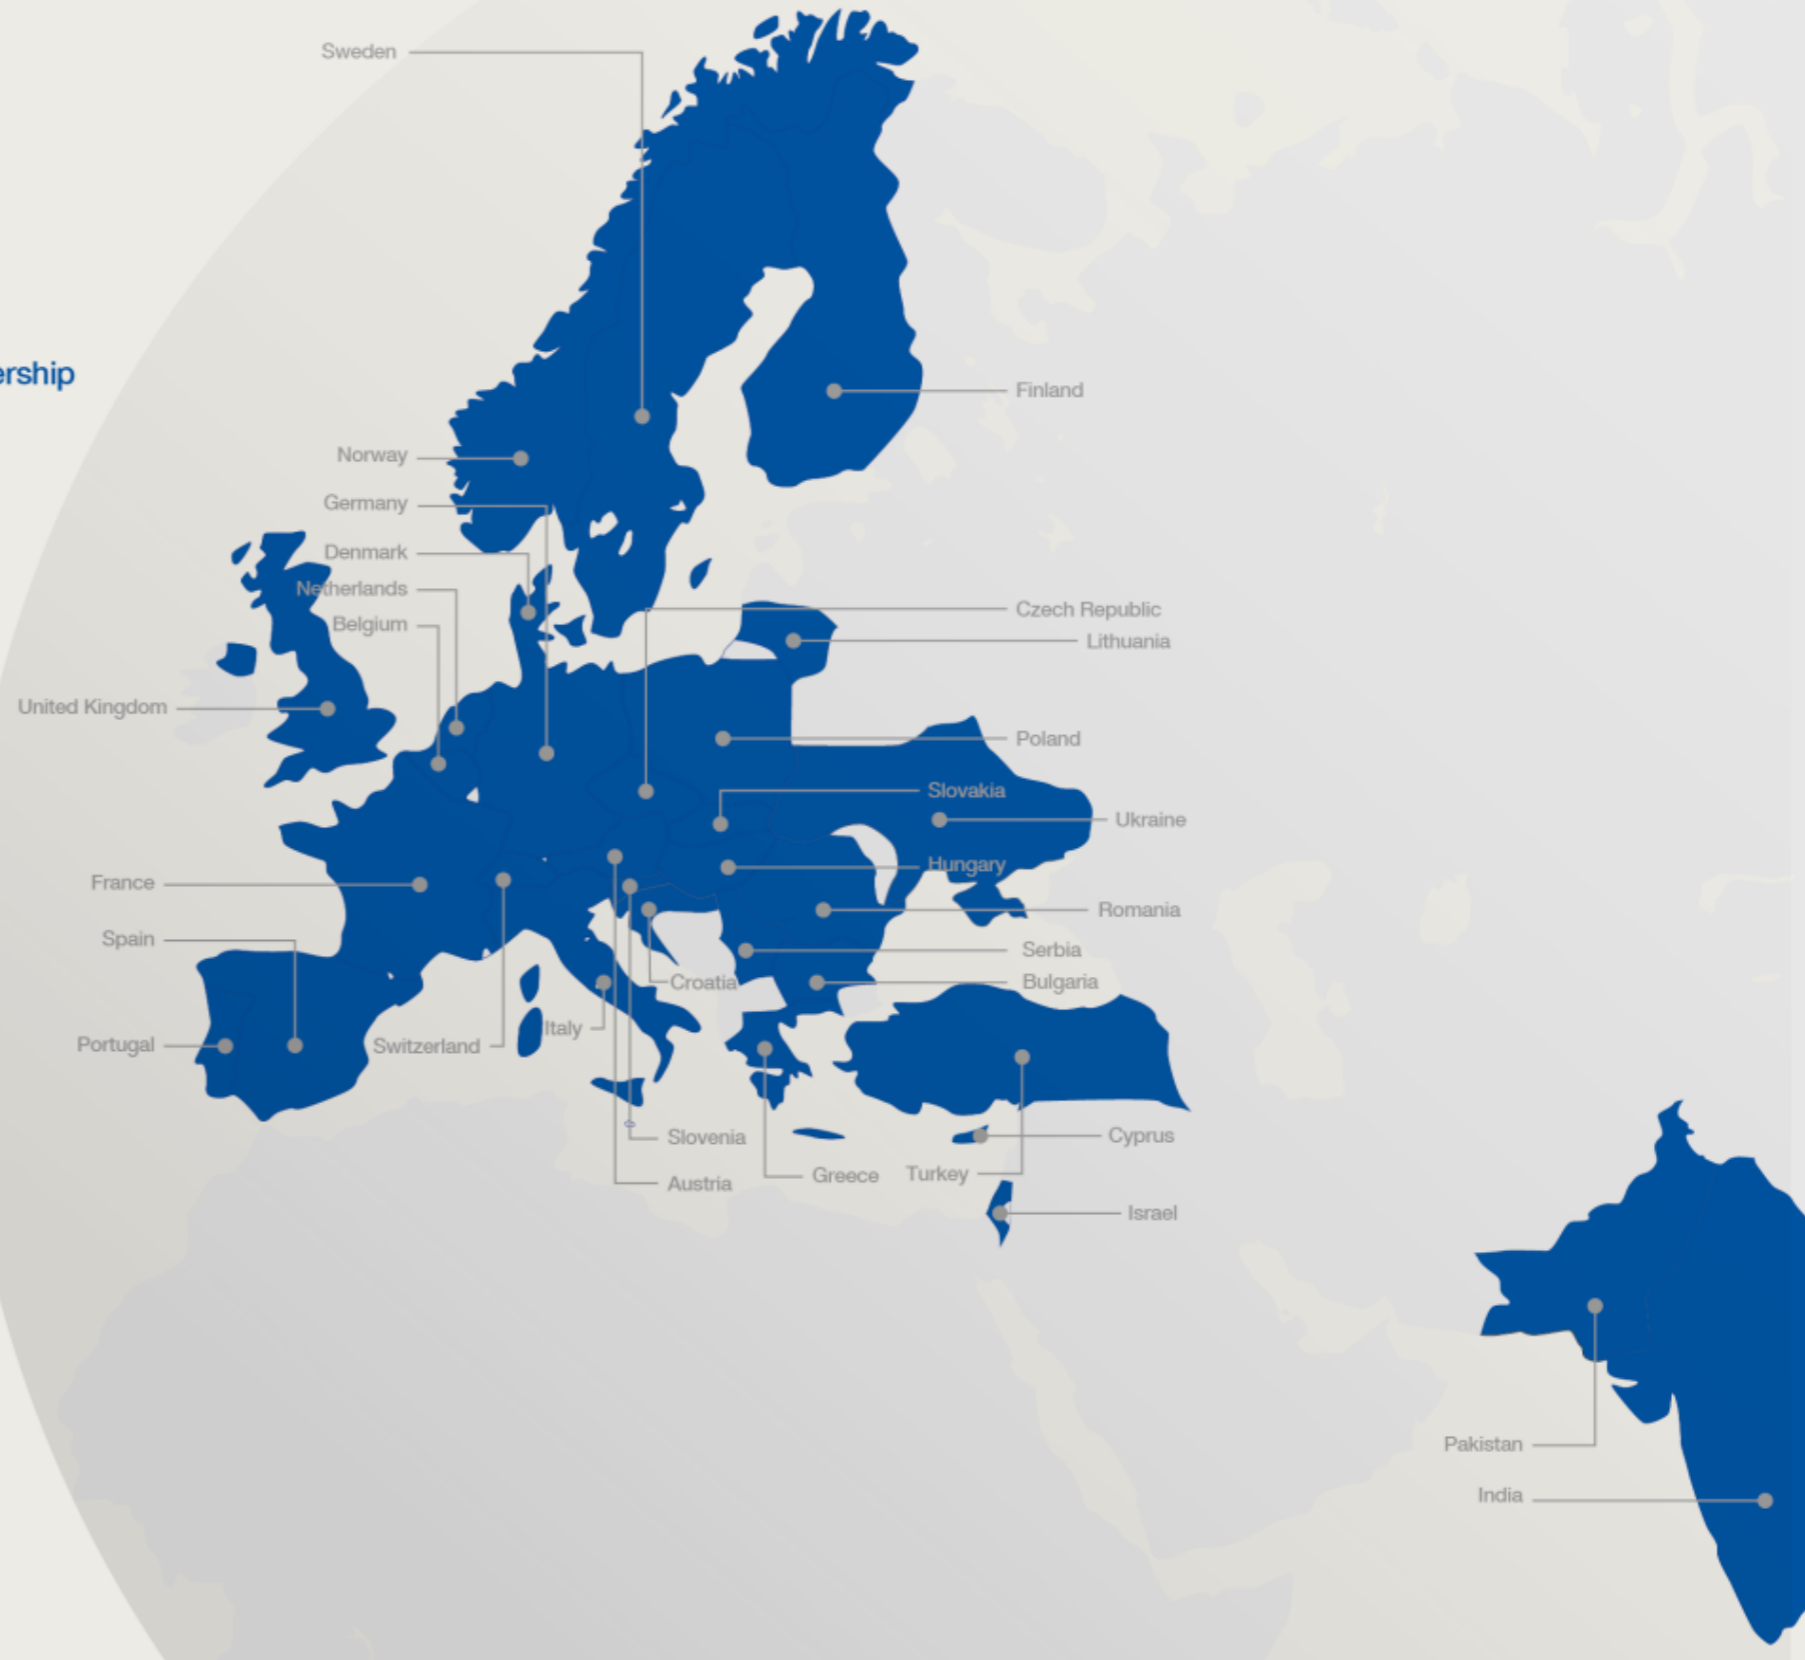 Sweden
ership
Finland
Norway
Germany
Denmark
Netherlands
Belgium
Czech Republic
Lithuania
United Kingdom
Poland
Slovakia
Ukraine
Hungary
France
Romania
Spain
Serbia
Croatia
Bulgaria
Italy
Portugal
Switzerland
Slovenia
Cyprus
Greece
Turkey
Austria
Israel
Pakistan
India